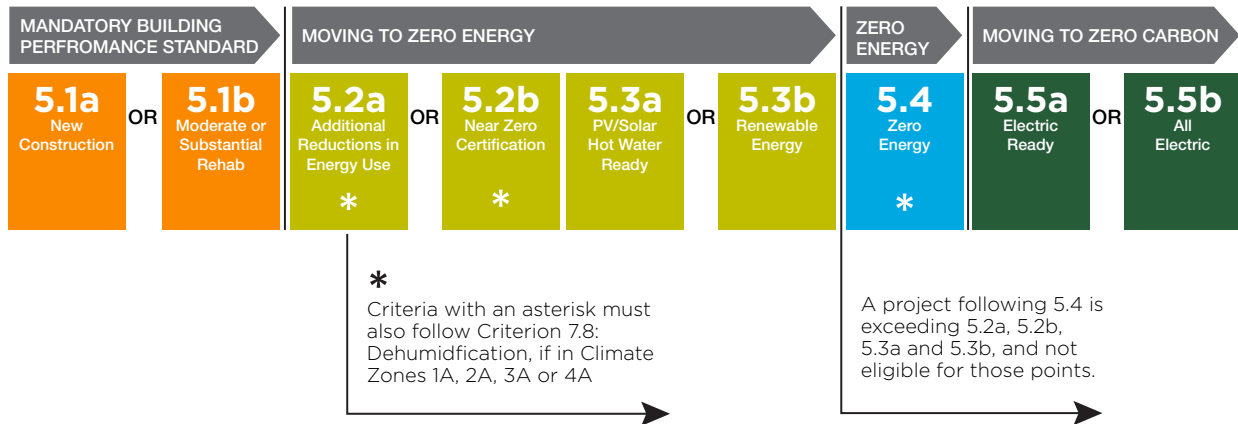 MANDATORY BUILDING
PERFROMANCE STANDARD
MOVING TO ZERO ENERGY
ZERO
ENERGY
MOVING TO ZERO CARBON
5.1a
New
Construction
OR
5.1b
Moderate or
Substantial
Rehab
5.2a
Additional
Reductions in
Energy Use
*
OR
5.2b
Near Zero
Certification
*
5.3a
PV/Solar
Hot Water
Ready
OR
5.3b
Renewable
Energy
5.4
Zero
Energy
*
5.5a
Electric
Ready
OR
5.5b
All
Electric
*
Criteria with an asterisk must
also follow Criterion 7.8:
Dehumidfication, if in Climate
Zones 1A, 2A, 3A or 4A
A project following 5.4 is
exceeding 5.2a, 5.2b,
5.3a and 5.3b, and not
eligible for those points.